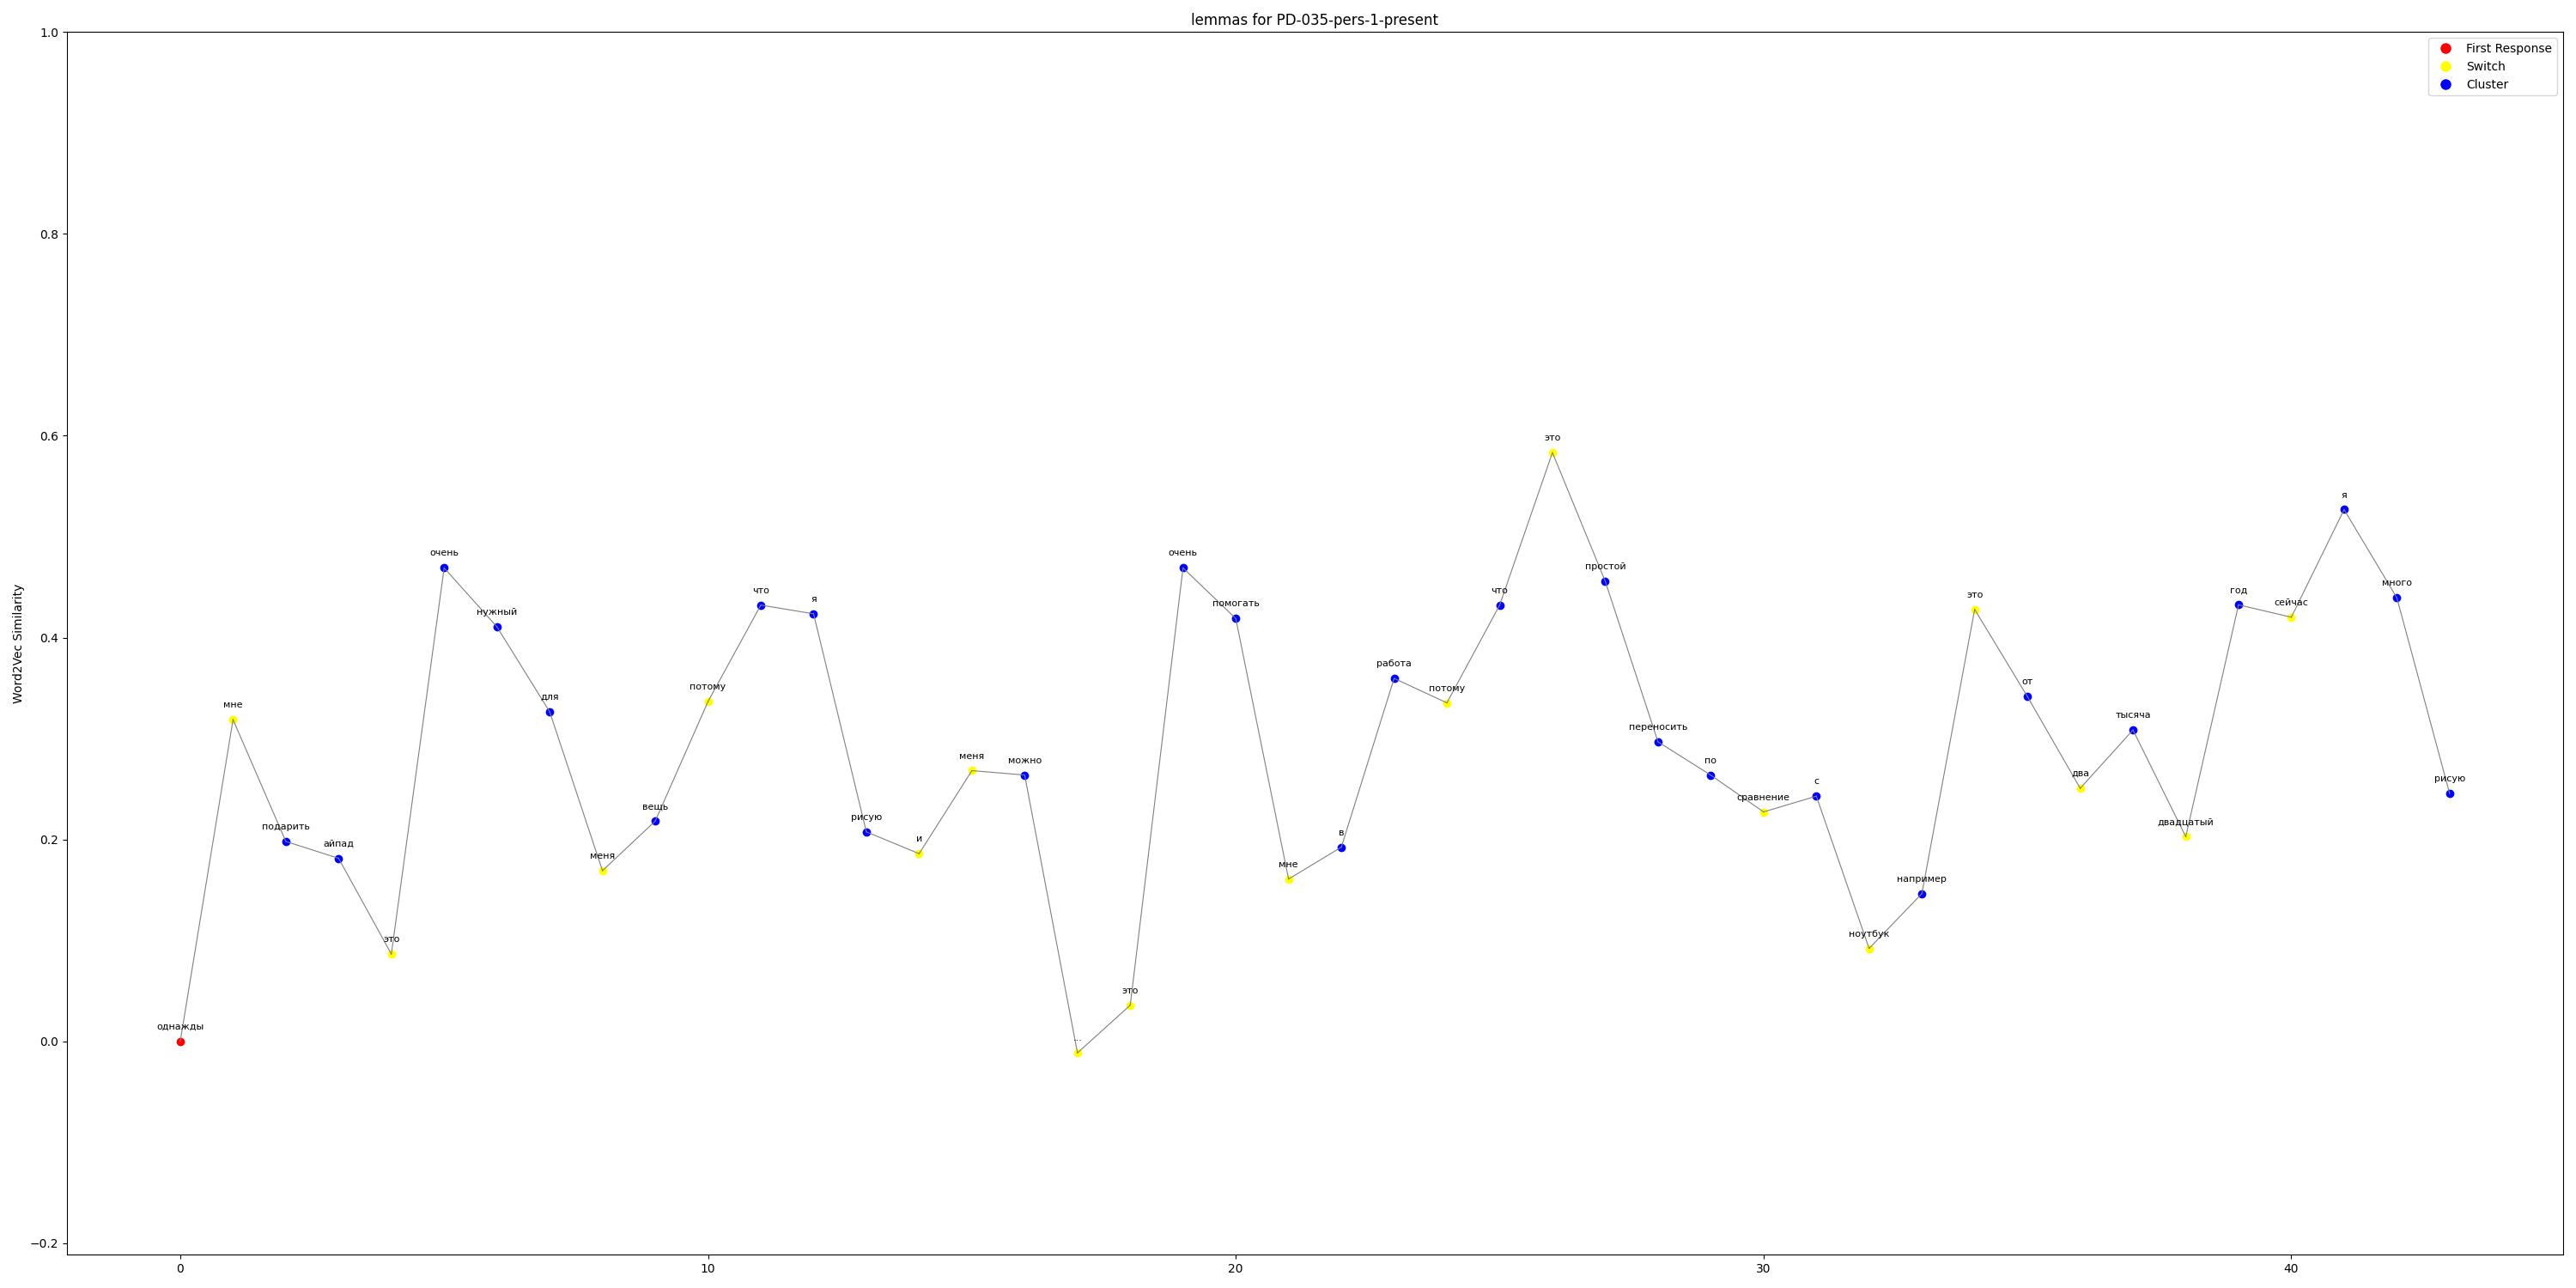 lemmas for PD-035-pers-1-present
1.0
0.8
0.6
0.4
0.2
0.0
−0.2
Word2Vec Similarity
First Response
Switch
Cluster
однажды
мне
подарить
айпад
это
очень
нужный
для
меня
вещь
потому
что
я
рисую
и
меня
можно
...
это
очень
помогать
мне
в
работа
потому
что
это
простой
переносить
по
сравнение
с
ноутбук
например
это
от
два
тысяча
двадцатый
год
сейчас
я
много
рисую
0
10
20
30
40